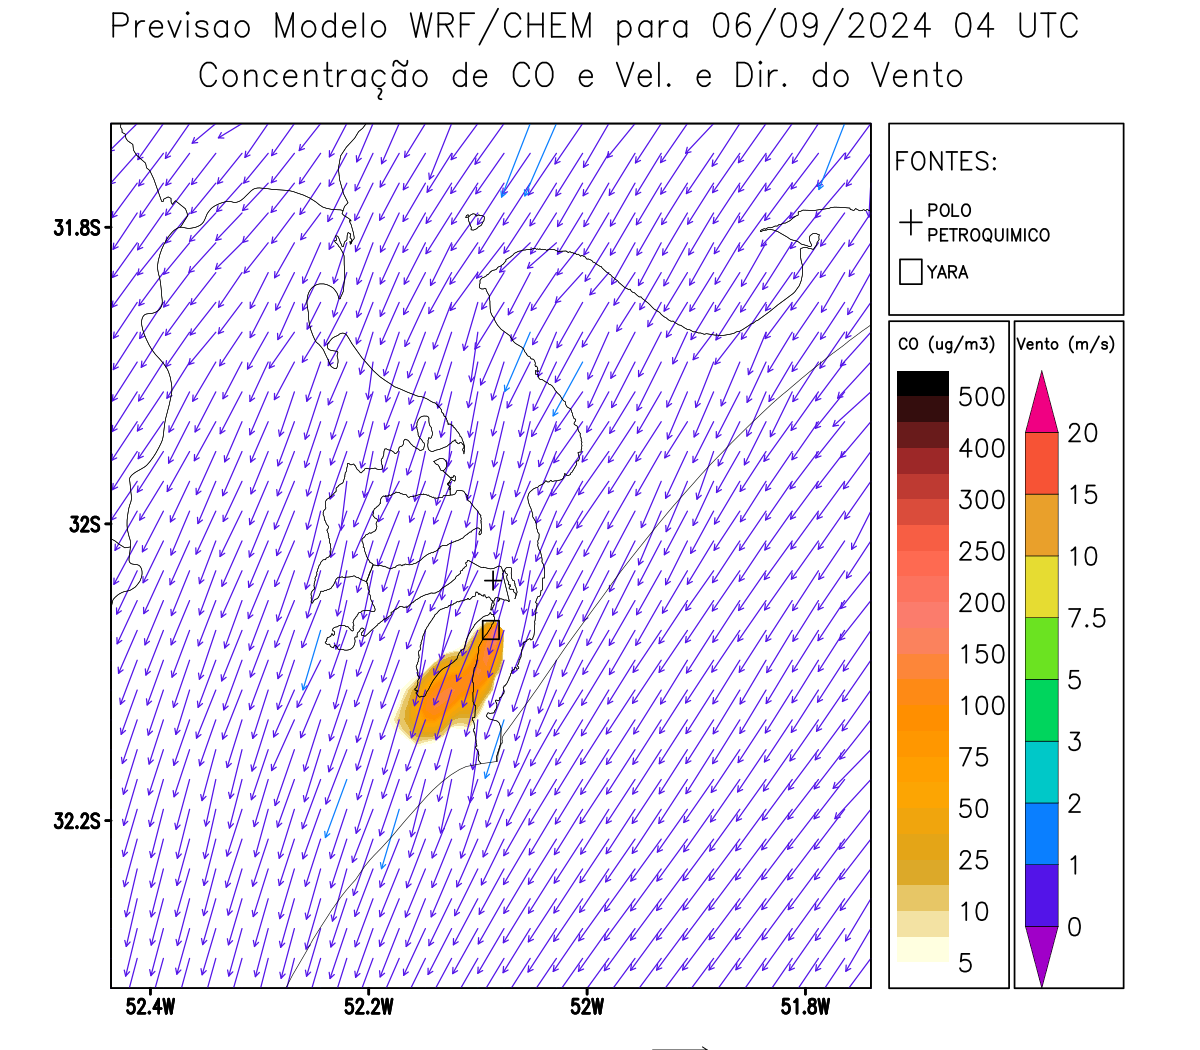 Previsao Modelo WRF/CHEM para 06/09/2024 04 UTC
Concentração de CO e Vel. e Dir. do Vento
FONTES:
POLO
PETROQUIMICO
YARA
CO (ug/m3)
500
400
300
250
200
150
100
75
50
25
10
5
Vento (m/s)
20
15
10
7.5
5
3
2
1
0
31.8S
32S
32.2S
52.4W
52.2W
52W
51.8W